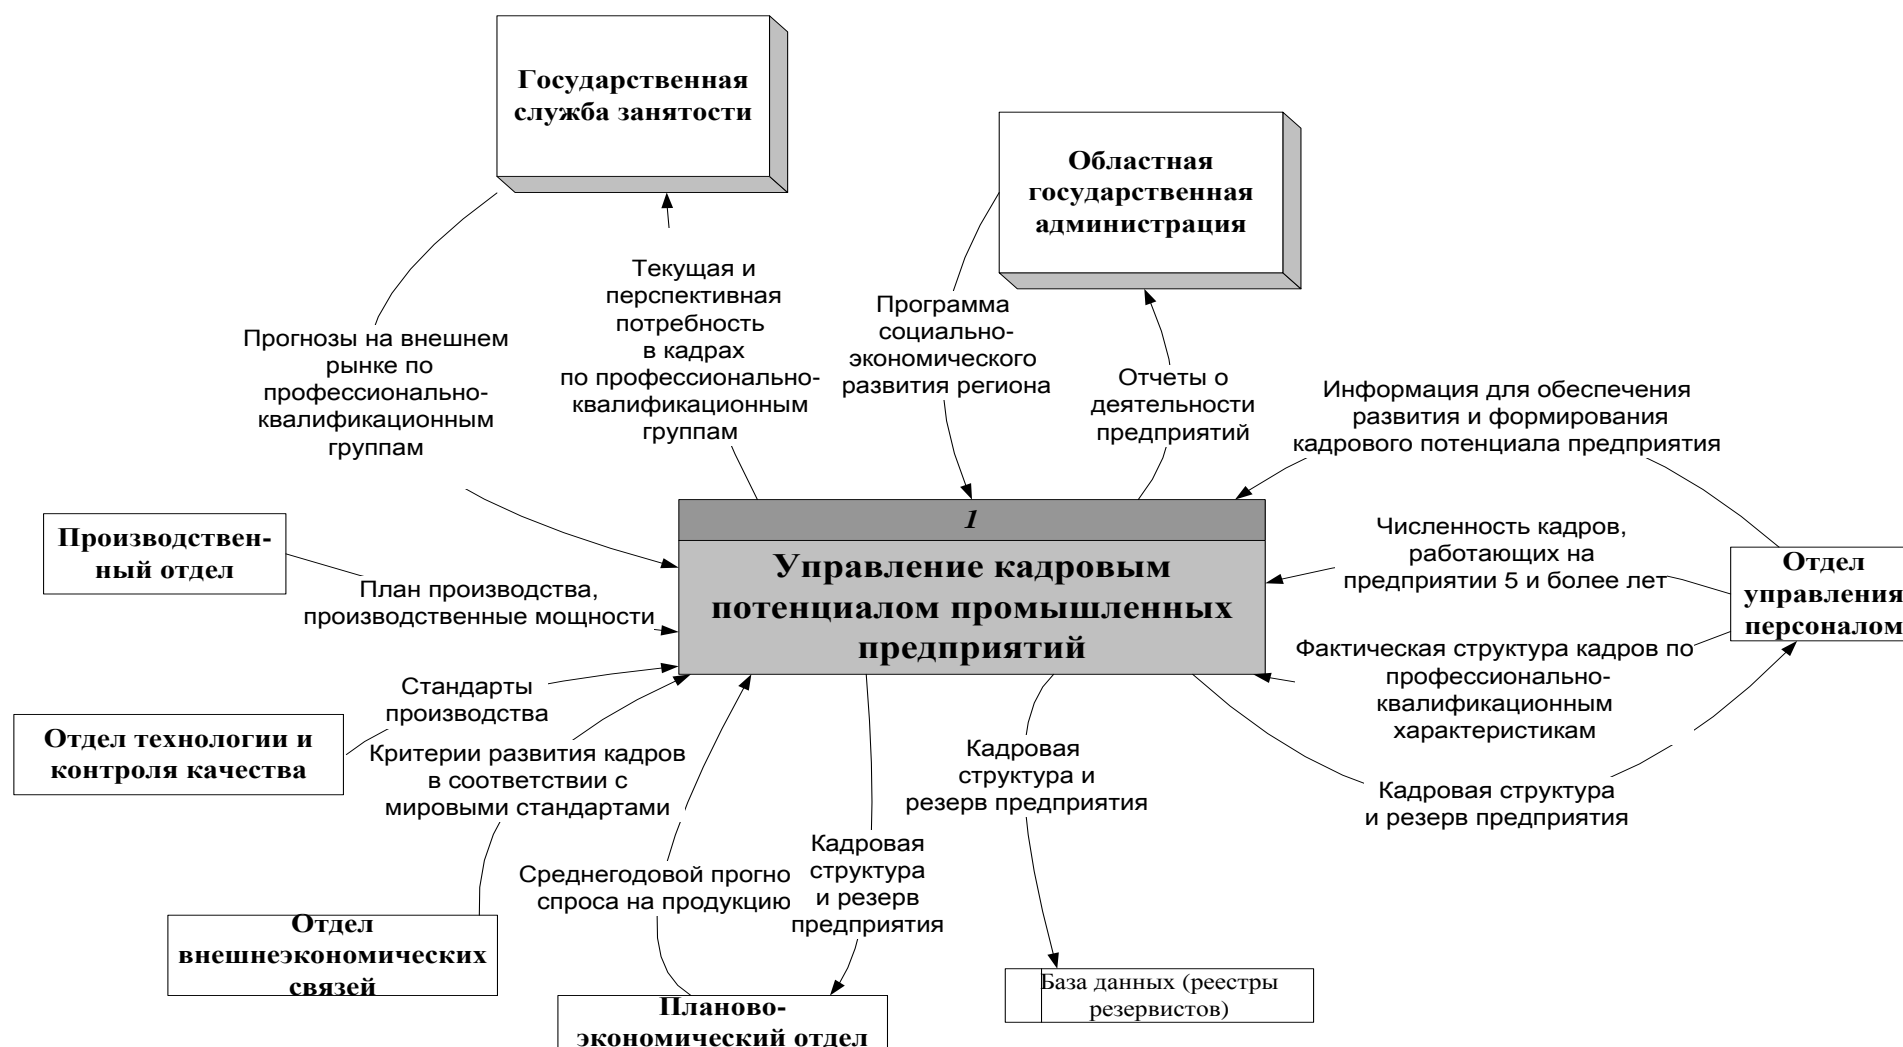 Государственная
служба занятости
Областная
государственная
администрация
Прогнозы на внешнем
рынке по
профессионально-
квалификационным
группам
Текущая и
перспективная
потребность
в кадрах
по профессионально-
квалификационным
группам
Программа
социально-
экономического
развития региона
Отчеты о
деятельности
предприятий
Информация для обеспечения
развития и формирования
кадрового потенциала предприятия
Производствен-
ный отдел
План производства,
производственные мощности
1
Управление кадровым
потенциалом промышленных
предприятий
Численность кадров,
работающих на
предприятии 5 и более лет
Отдел
управления
персоналом
Фактическая структура кадров по
профессионально-
квалификационным
характеристикам
Стандарты
производства
Отдел технологии и
контроля качества
Критерии развития кадров
в соответствии с
мировыми стандартами
Кадровая
структура и
резерв предприятия
Кадровая структура
и резерв предприятия
Среднегодовой прогно
спроса на продукцию
Кадровая
структура
и резерв
предприятия
Отдел
внешнеэкономических
связей
Планово-
экономический отдел
База данных (реестры
резервистов)